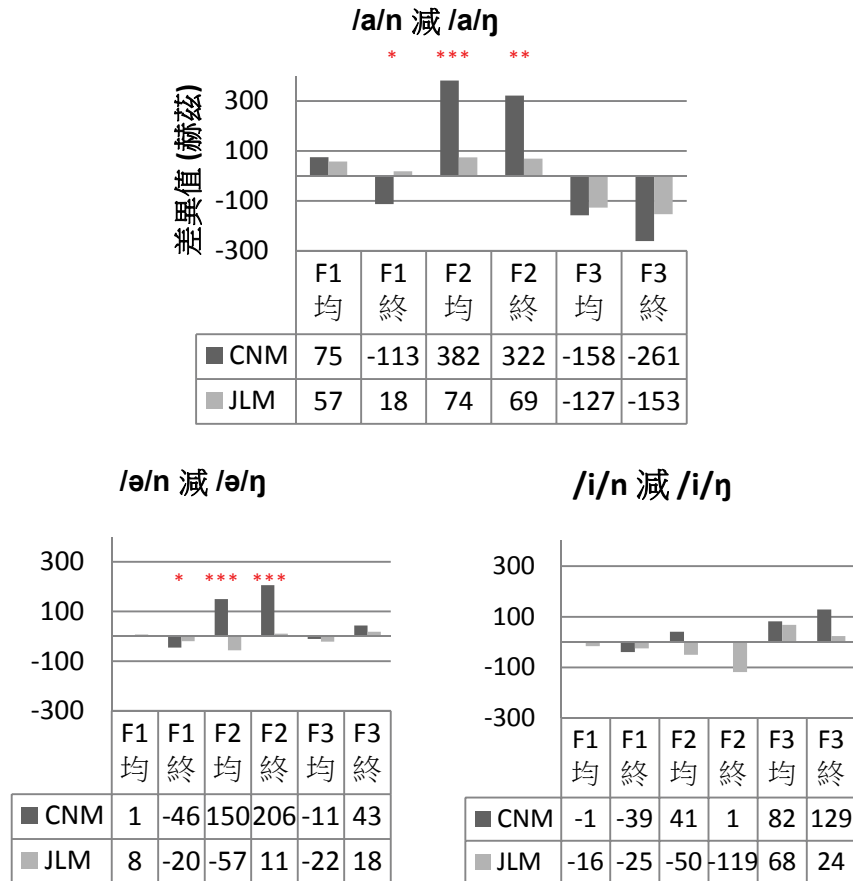 /a/n 減 /a/ŋ
* *** **
差異值 (赫茲)
300
100
-100
-300
F1 F1 F2 F2 F3 F3
均 終 均 終 均 終
CNM 75 -113 382 322 -158 -261
JLM 57 18 74 69 -127 -153
/ə/n 減 /ə/ŋ
* *** ***
300
100
-100
-300
F1 F1 F2 F2 F3 F3
均 終 均 終 均 終
CNM 1 -46 150 206 -11 43
JLM 8 -20 -57 11 -22 18
/i/n 減 /i/ŋ
300
100
-100
-300
F1 F1 F2 F2 F3 F3
均 終 均 終 均 終
CNM -1 -39 41 1 82 129
JLM -16 -25 -50 -119 68 24